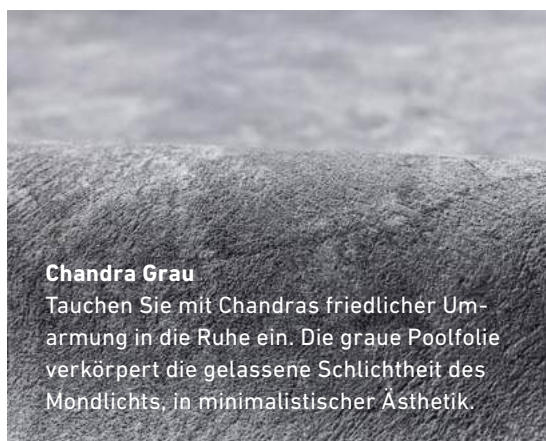 Chandra Grau
Tauchen Sie mit Chandras friedlicher Um-
armung in die Ruhe ein. Die graue Poolfolie
verkörpert die gelassene Schlichtheit des
Mondlichts, in minimalistischer Ästhetik.